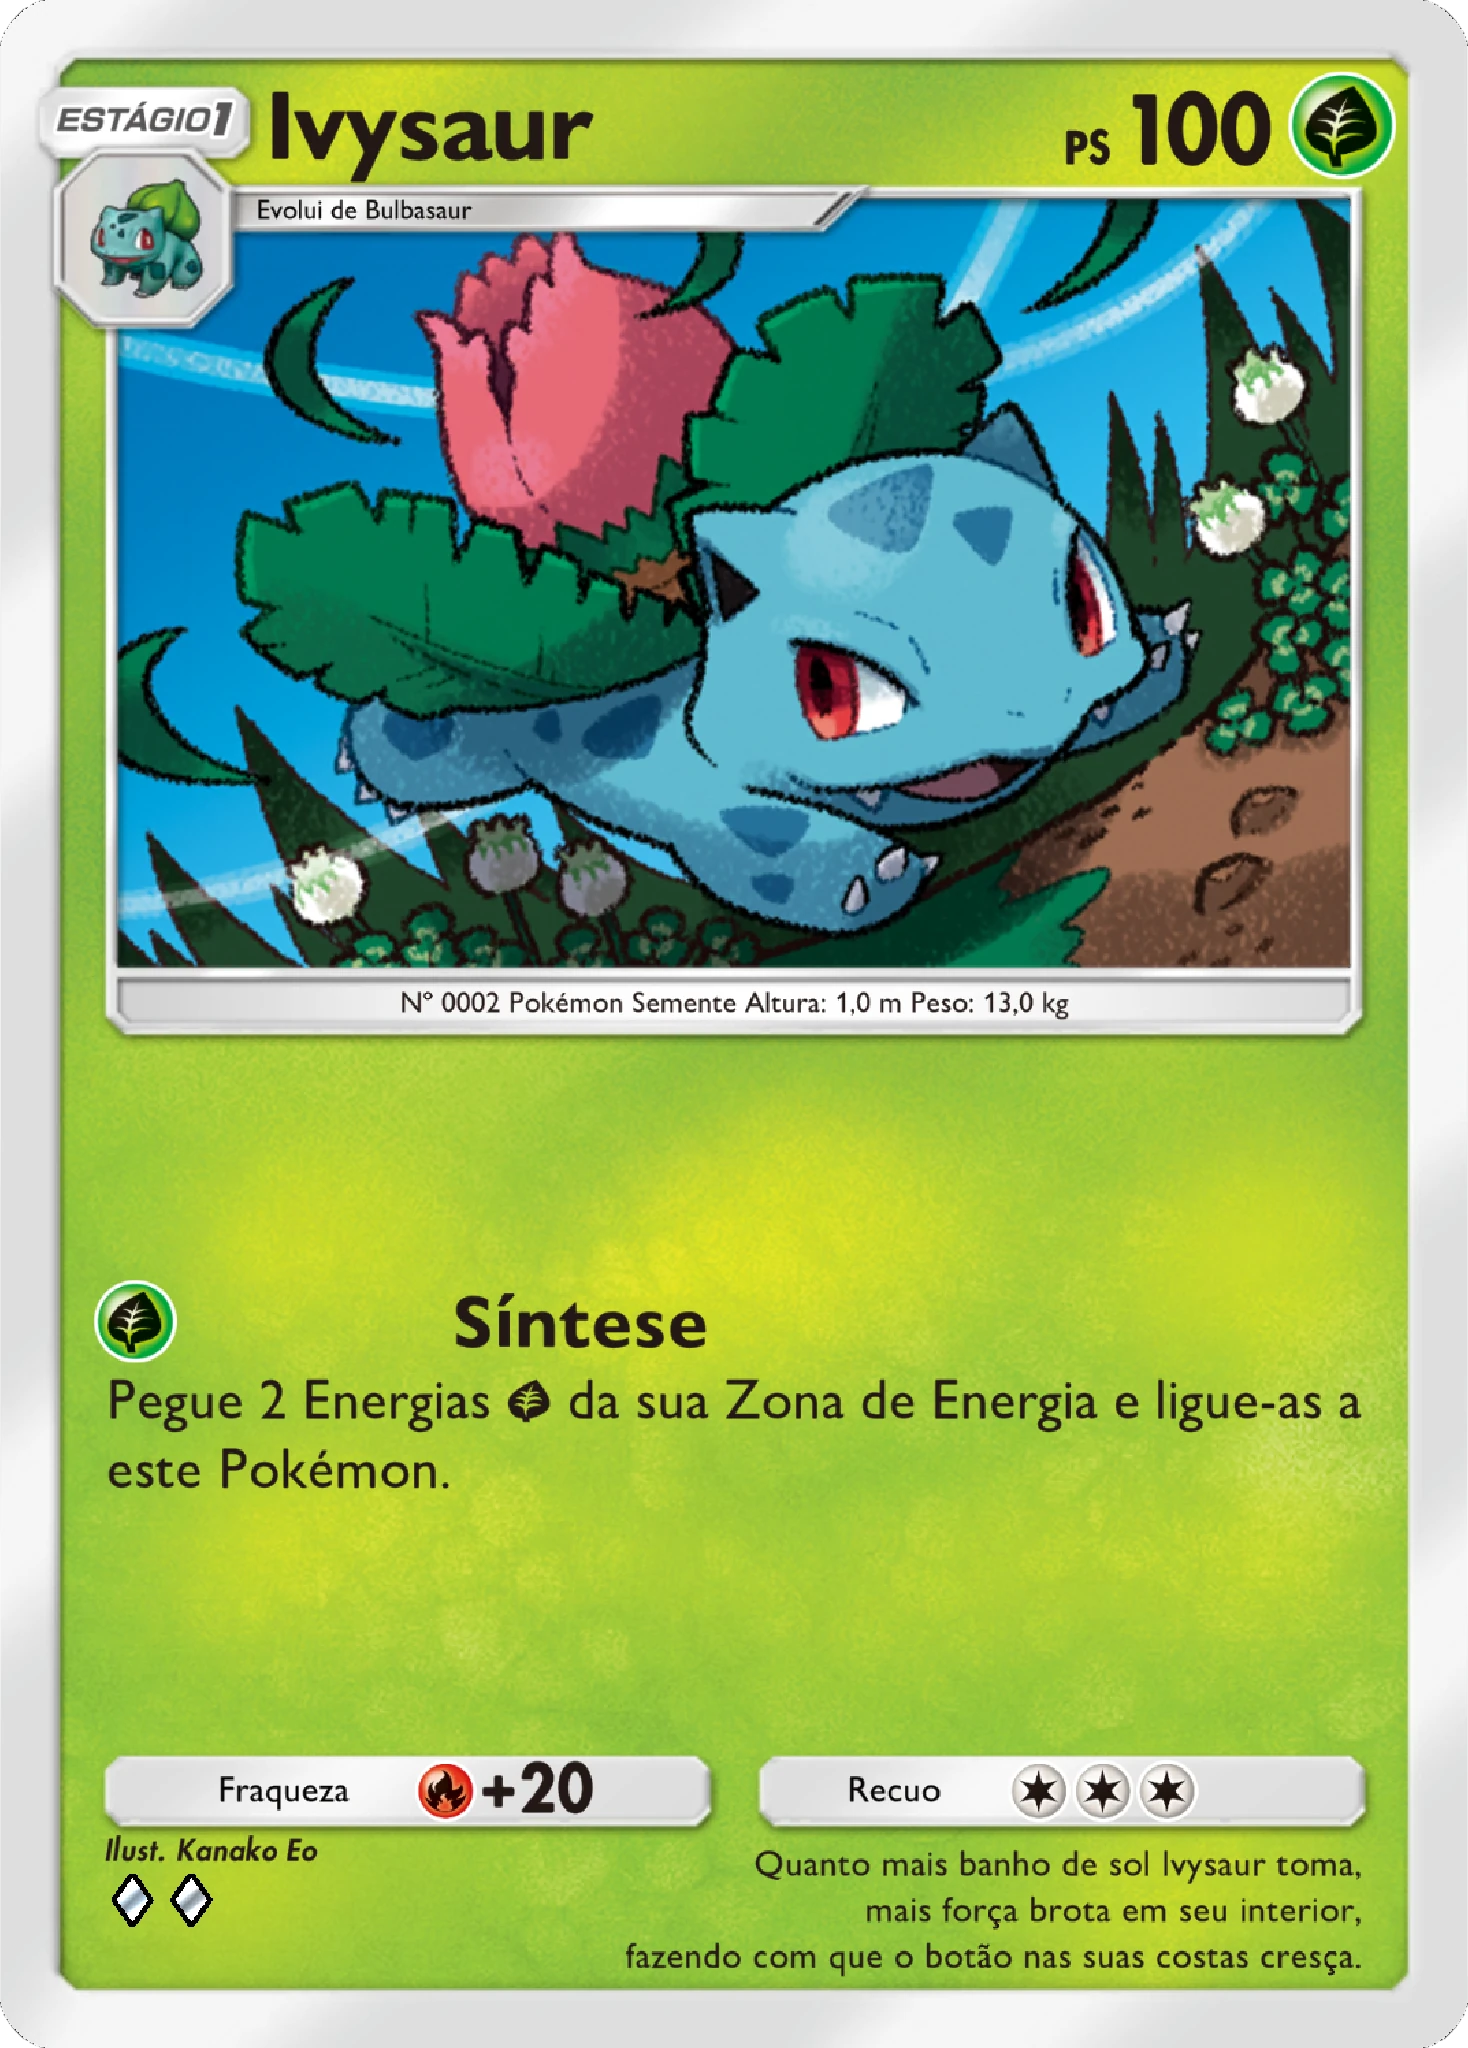 ESTÁGIO1
Ivysaur
PS 100
Evolui de Bulbasaur
Nº 0002 Pokémon Semente Altura: 1,0 m Peso: 13,0 kg
Síntese
Pegue 2 Energias da sua Zona de Energia e ligue-as a
este Pokémon.
Fraqueza +20
Recuo
Ilust. Kanako Eo
Quanto mais banho de sol Ivysaur toma,
mais força brota em seu interior,
fazendo com que o botão nas suas costas cresça.